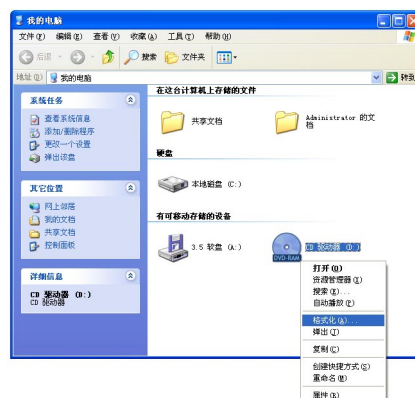 我的电脑
文件(F) 编辑(E) 查看(V) 收藏(A) 工具(T) 帮助(H)
后退 搜索 文件夹
地址(D) 我的电脑 转到
系统任务
查看系统信息
添加/删除程序
更改一个设置
弹出该盘
其它位置
网上邻居
我的文档
共享文档
控制面板
详细信息
CD 驱动器 (D:)
CD 驱动器
在这台计算机上存储的文件
共享文档
Administrator 的文档
硬盘
本地磁盘 (C:)
有可移动存储的设备
3.5 软盘 (A:)
DVD-RAM
CD 驱动器 (D:)
打开(O)
资源管理器(X)
搜索(E)...
自动播放(P)
格式化(A)...
弹出(J)
复制(C)
创建快捷方式(S)
重命名(M)
属性(R)